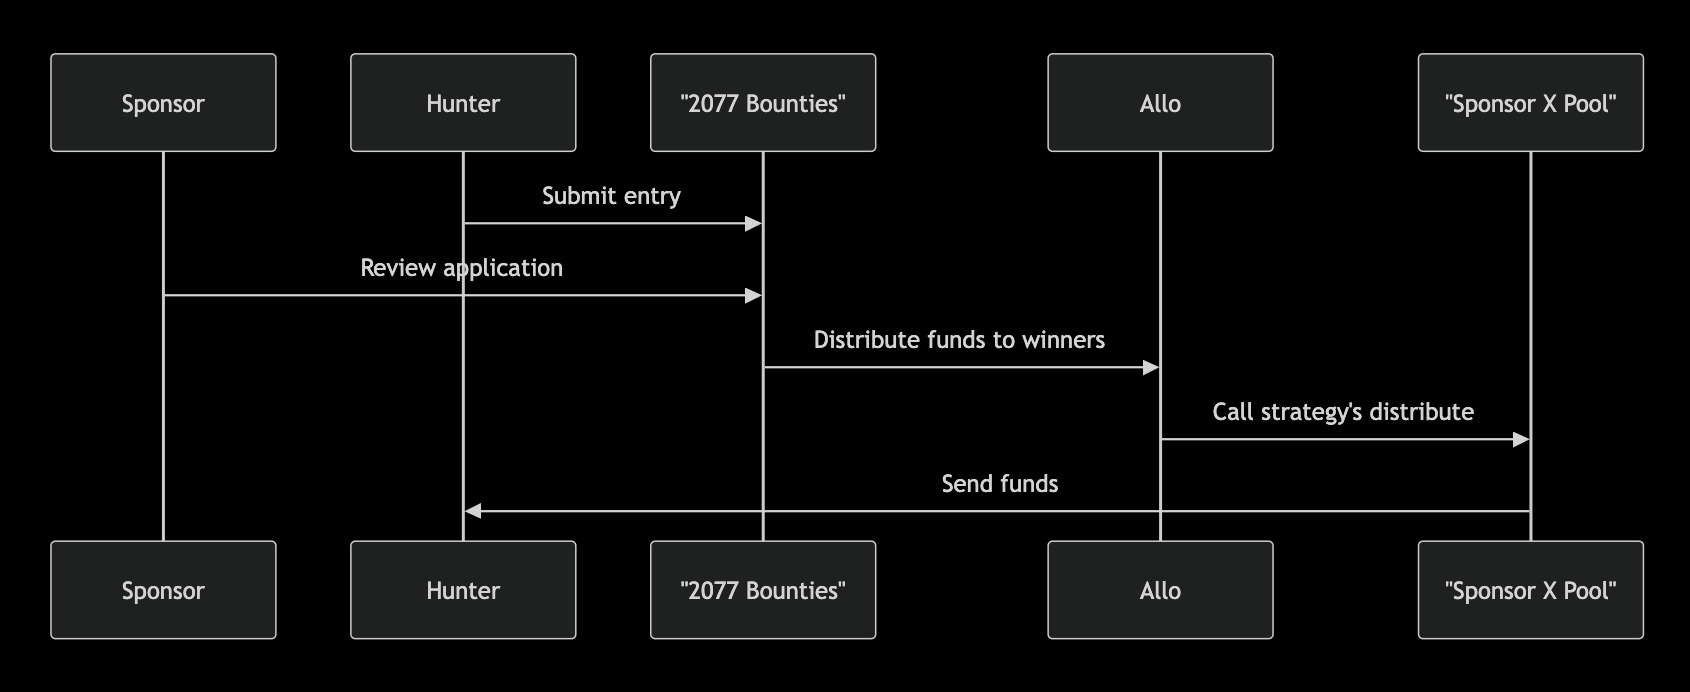 Sponsor
Hunter
"2077 Bounties"
Allo
"Sponsor X Pool"
Submit entry
Review application
Distribute funds to winners
Call strategy's distribute
Send funds
Sponsor
Hunter
"2077 Bounties"
Allo
"Sponsor X Pool"